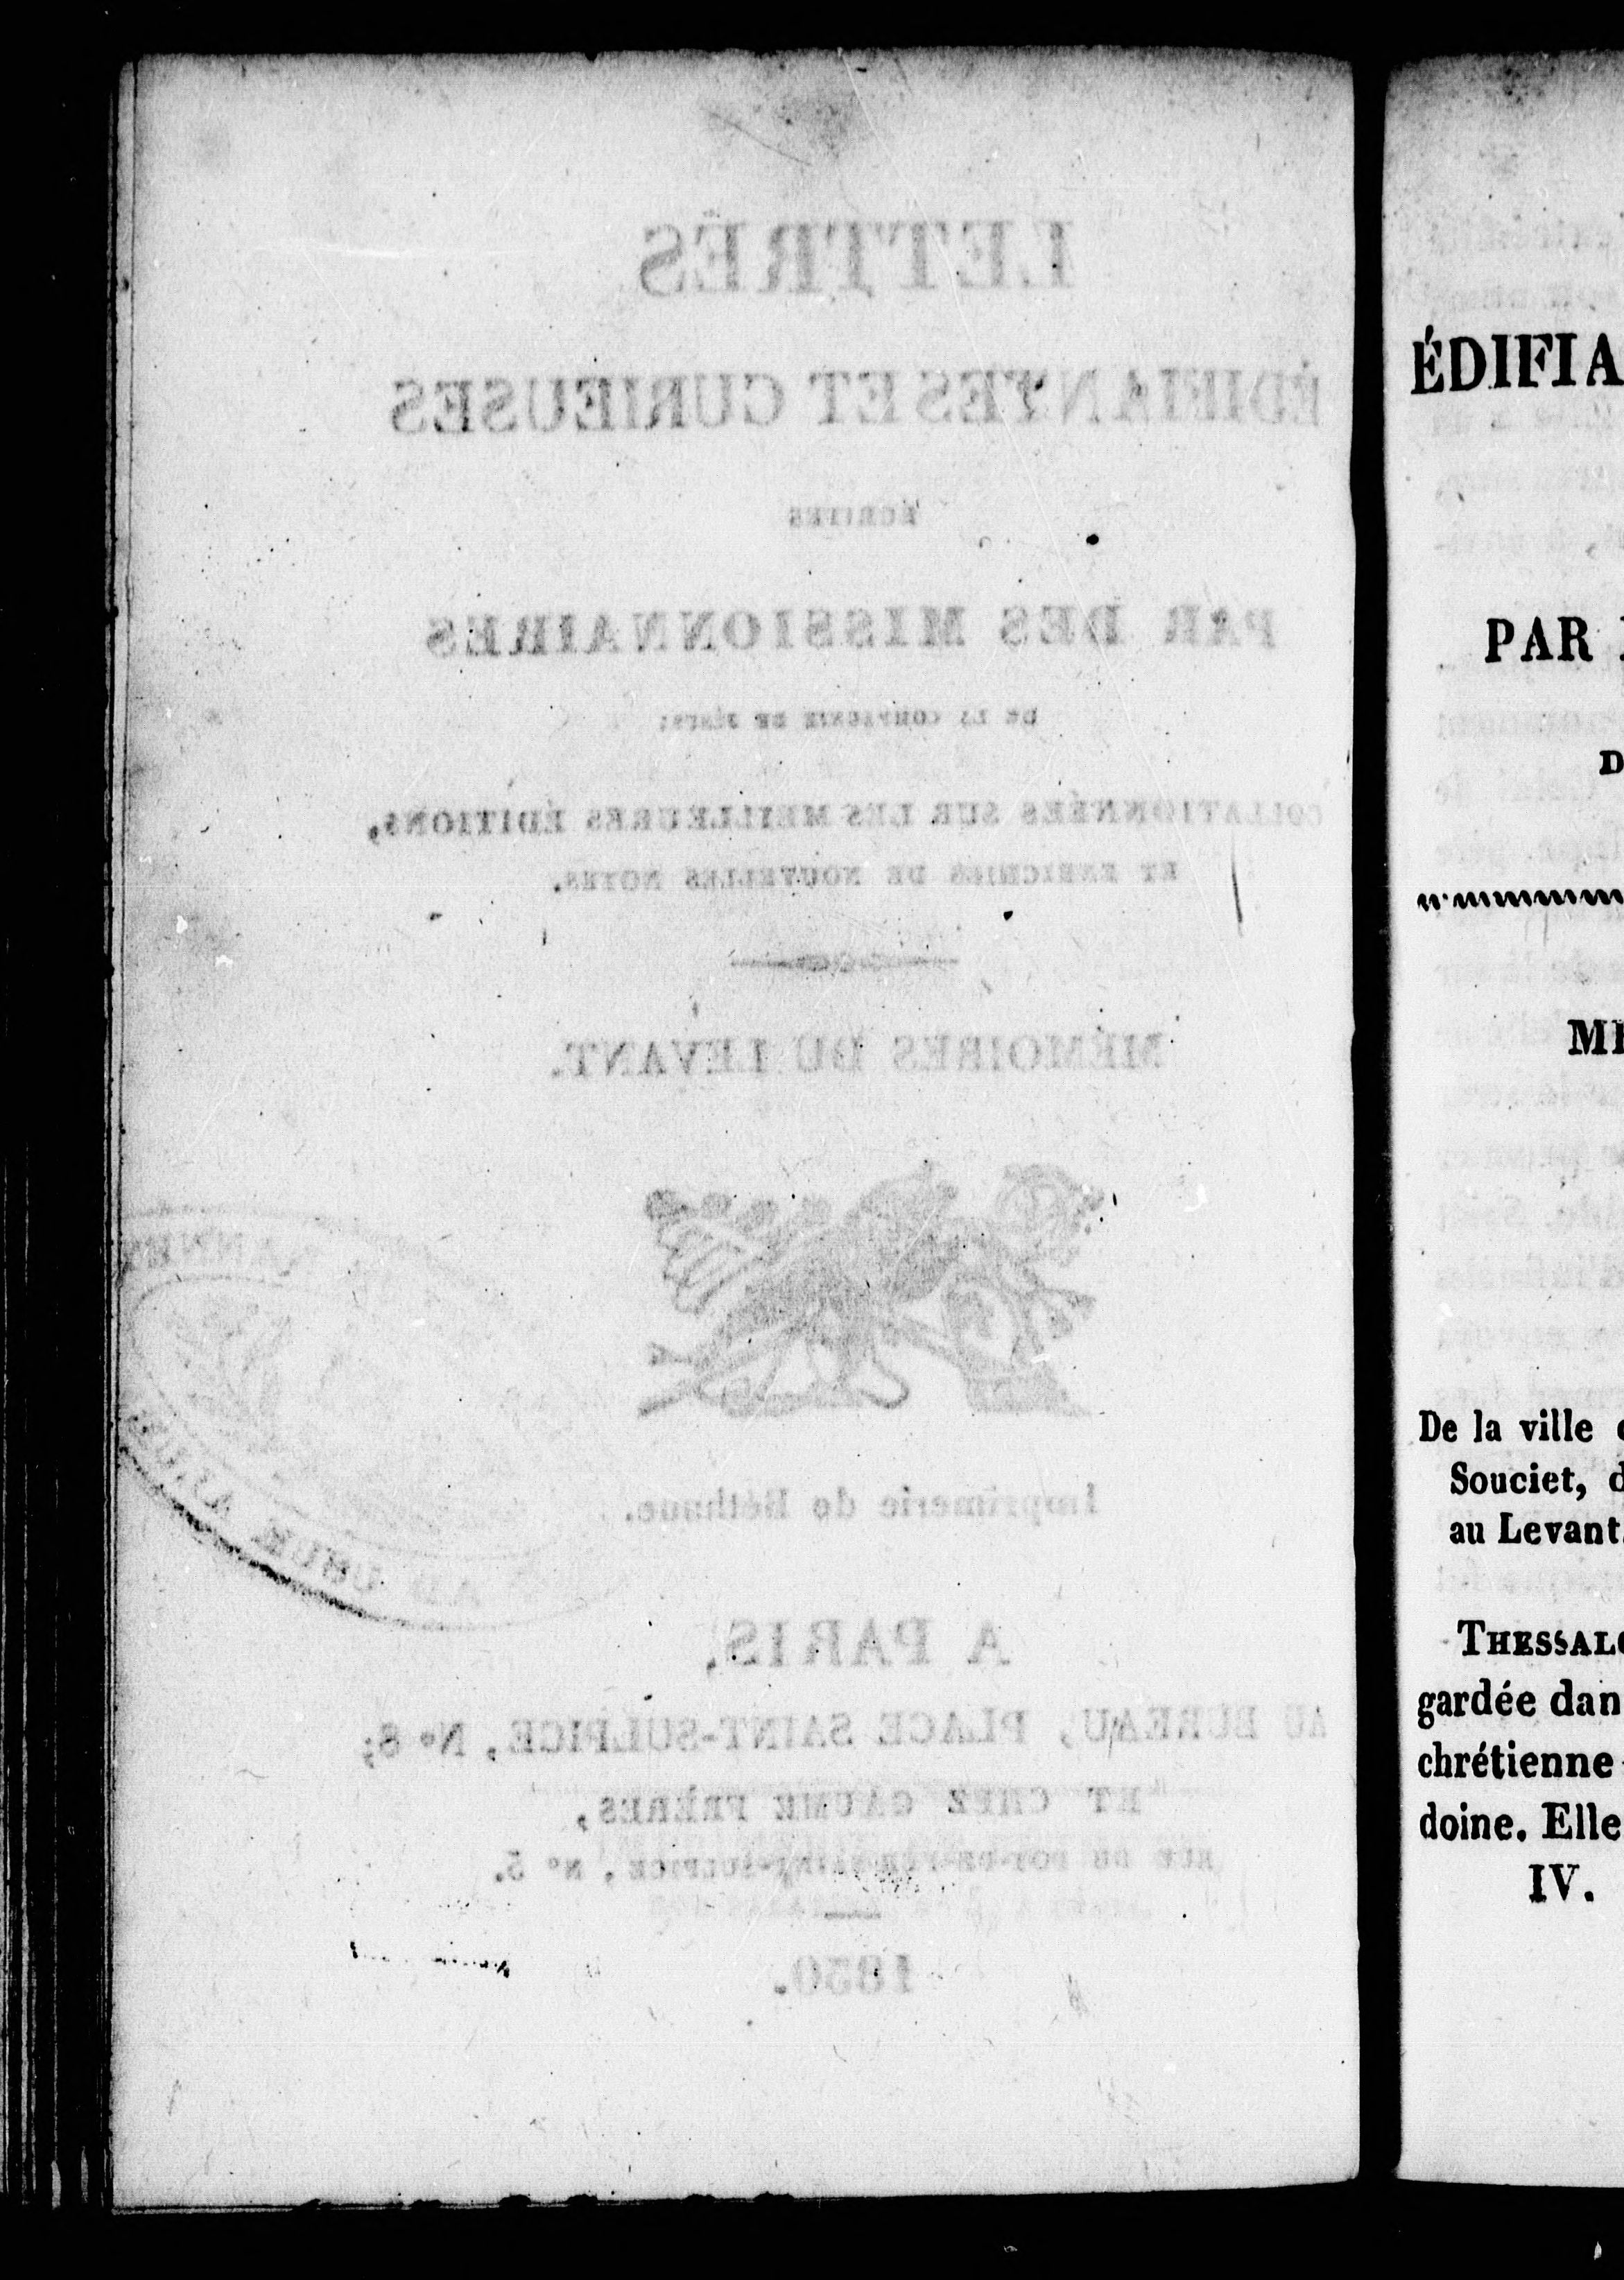 LETTRES
ÉDIFIANTES ET CURIEUSES
ÉCRITES
PAR DES MISSIONNAIRES
DE LA COMPAGNIE DE JÉSUS;
COLLATIONNÉES SUR LES MEILLEURES ÉDITIONS,
ET ENRICHIES DE NOUVELLES NOTES.
MÉMOIRES DU LEVANT.
Imprimerie de Béthune.
A PARIS,
AU BUREAU, PLACE SAINT-SULPICE, Nº 8;
ET CHEZ GAUME FRÈRES,
RUE DU POT-DE-FER SAINT-SULPICE, Nº 5.
1830.
ÉDIFIA
PAR
D
De la ville
Souciet,
au Levant.
THESSAL
gardée dan
chrétienne
doine. Elle
IV.